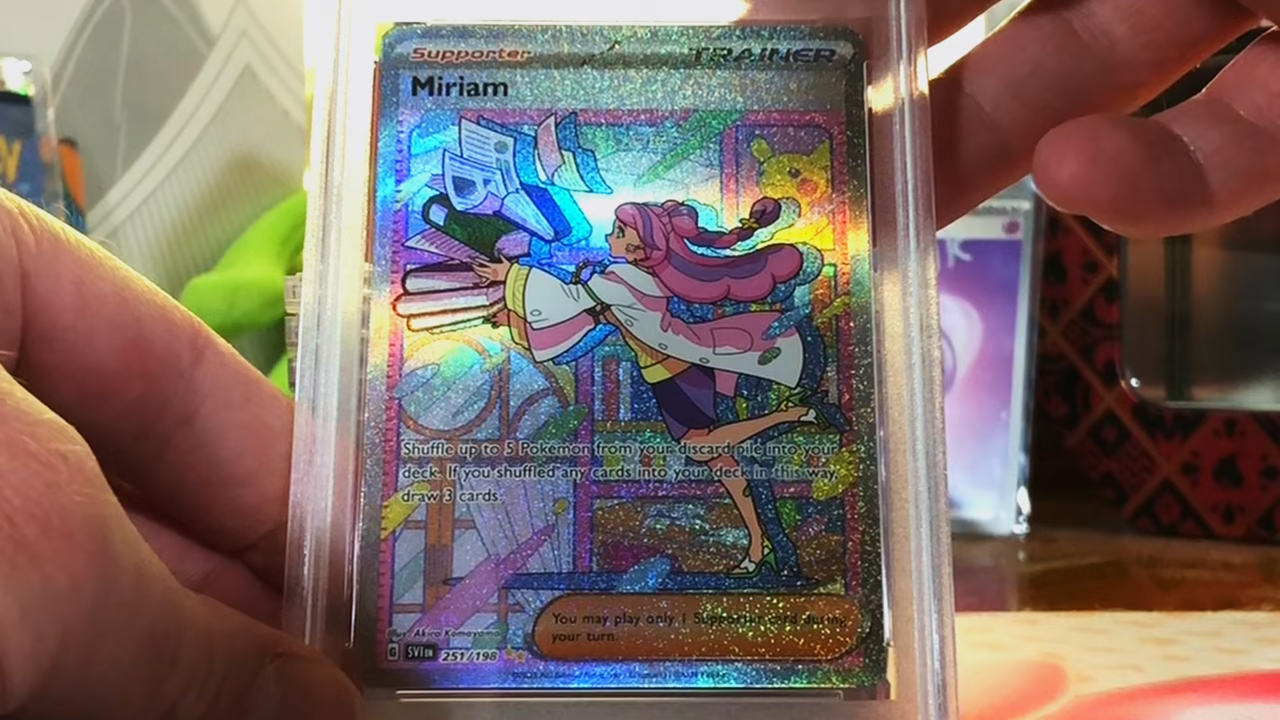 Supporter
TRAINER
Miriam
Shuffle up to 5 Pokémon from your discard pile into your
deck. If you shuffled any cards into your deck in this way,
draw 3 cards.
You may play only 1 Supporter card during
your turn.
Illus. Akira Komayama
G SVI EN 251/198